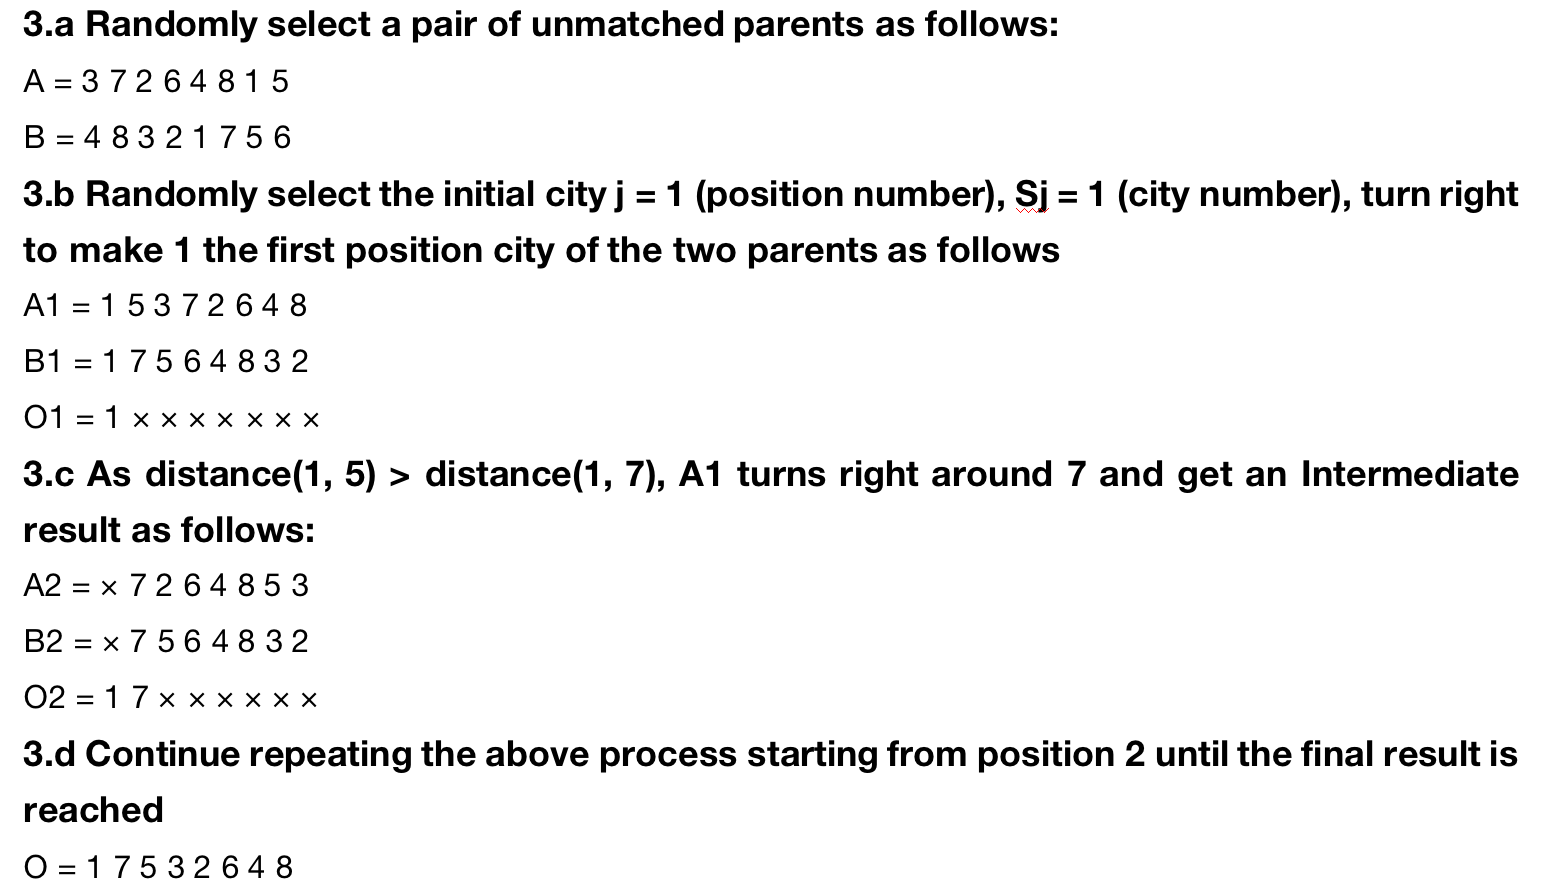 3.a Randomly select a pair of unmatched parents as follows:
A = 3 7 2 6 4 8 1 5
B = 4 8 3 2 1 7 5 6
3.b Randomly select the initial city j = 1 (position number), Sj = 1 (city number), turn right
to make 1 the first position city of the two parents as follows
A1 = 1 5 3 7 2 6 4 8
B1 = 1 7 5 6 4 8 3 2
O1 = 1 × × × × × × ×
3.c As distance(1, 5) > distance(1, 7), A1 turns right around 7 and get an Intermediate
result as follows:
A2 = × 7 2 6 4 8 5 3
B2 = × 7 5 6 4 8 3 2
O2 = 1 7 × × × × × ×
3.d Continue repeating the above process starting from position 2 until the final result is
reached
O = 1 7 5 3 2 6 4 8